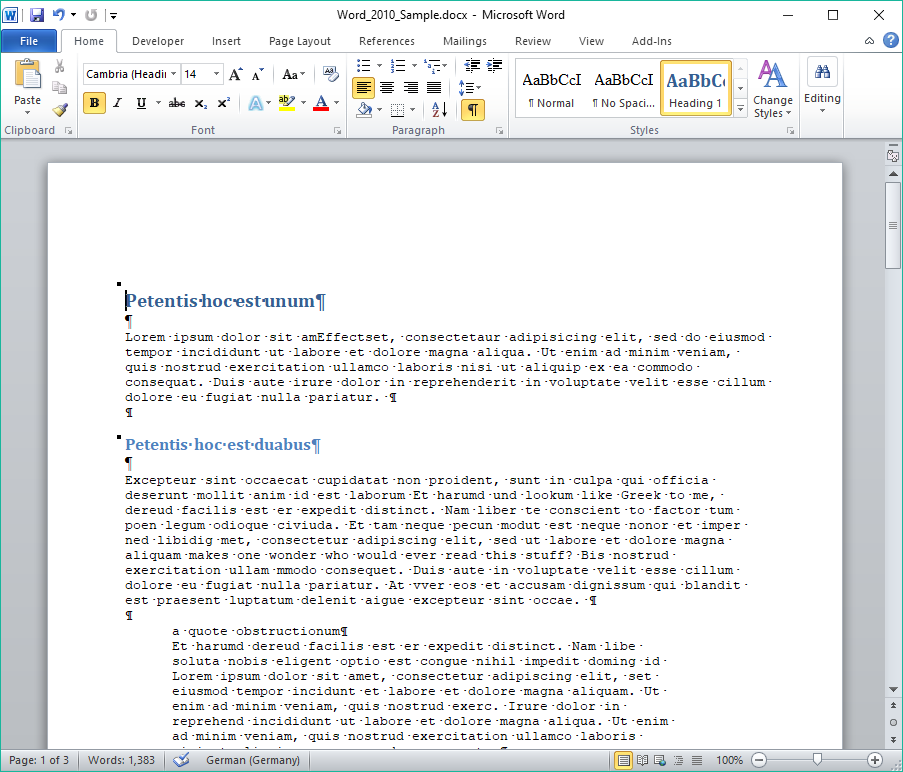 Word_2010_Sample.docx - Microsoft Word
File Home Developer Insert Page Layout References Mailings Review View Add-Ins
Cambria (Headi 14 Aa
Paste B I U abc x₂ x² A ab A
AaBbCcI AaBbCcI AaBbC
¶ Normal ¶ No Spaci... Heading 1
Change Styles Editing
Clipboard Font Paragraph Styles
Petentis·hoc·est·unum¶
¶
Lorem·ipsum·dolor·sit·amEffectset,·consectetaur·adipisicing·elit,·sed·do·eiusmod·
tempor·incididunt·ut·labore·et·dolore·magna·aliqua.·Ut·enim·ad·minim·veniam,·
quis·nostrud·exercitation·ullamco·laboris·nisi·ut·aliquip·ex·ea·commodo·
consequat.·Duis·aute·irure·dolor·in·reprehenderit·in·voluptate·velit·esse·cillum·
dolore·eu·fugiat·nulla·pariatur.·¶
¶
Petentis·hoc·est·duabus¶
¶
Excepteur·sint·occaecat·cupidatat·non·proident,·sunt·in·culpa·qui·officia·
deserunt·mollit·anim·id·est·laborum·Et·harumd·und·lookum·like·Greek·to·me,·
dereud·facilis·est·er·expedit·distinct.·Nam·liber·te·conscient·to·factor·tum·
poen·legum·odioque·civiuda.·Et·tam·neque·pecun·modut·est·neque·nonor·et·imper·
ned·libidig·met,·consectetur·adipiscing·elit,·sed·ut·labore·et·dolore·magna·
aliquam·makes·one·wonder·who·would·ever·read·this·stuff?·Bis·nostrud·
exercitation·ullam·mmodo·consequet.·Duis·aute·in·voluptate·velit·esse·cillum·
dolore·eu·fugiat·nulla·pariatur.·At·vver·eos·et·accusam·dignissum·qui·blandit·
est·praesent·luptatum·delenit·aigue·excepteur·sint·occae.·¶
¶
a·quote·obstructionum¶
Et·harumd·dereud·facilis·est·er·expedit·distinct.·Nam·libe·
soluta·nobis·eligent·optio·est·congue·nihil·impedit·doming·id·
Lorem·ipsum·dolor·sit·amet,·consectetur·adipiscing·elit,·set·
eiusmod·tempor·incidunt·et·labore·et·dolore·magna·aliquam.·Ut·
enim·ad·minim·veniam,·quis·nostrud·exerc.·Irure·dolor·in·
reprehend·incididunt·ut·labore·et·dolore·magna·aliqua.·Ut·enim·
ad·minim·veniam,·quis·nostrud·exercitation·ullamco·laboris·
Page: 1 of 3 Words: 1,383 German (Germany) 100%